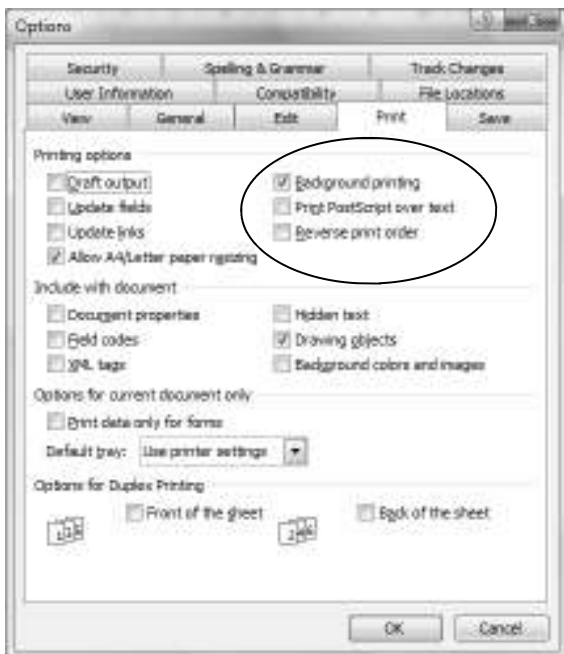 Options
Security Spelling & Grammar Track Changes
User Information Compatibility File Locations
View General Edit Print Save
Printing options
Draft output Background printing
Update fields Print PostScript over text
Update links Reverse print order
Allow A4/Letter paper resizing
Include with document
Document properties Hidden text
Field codes Drawing objects
XML tags Background colors and images
Options for current document only
Print data only for forms
Default tray: Use printer settings
Options for Duplex Printing
Front of the sheet Back of the sheet
OK Cancel